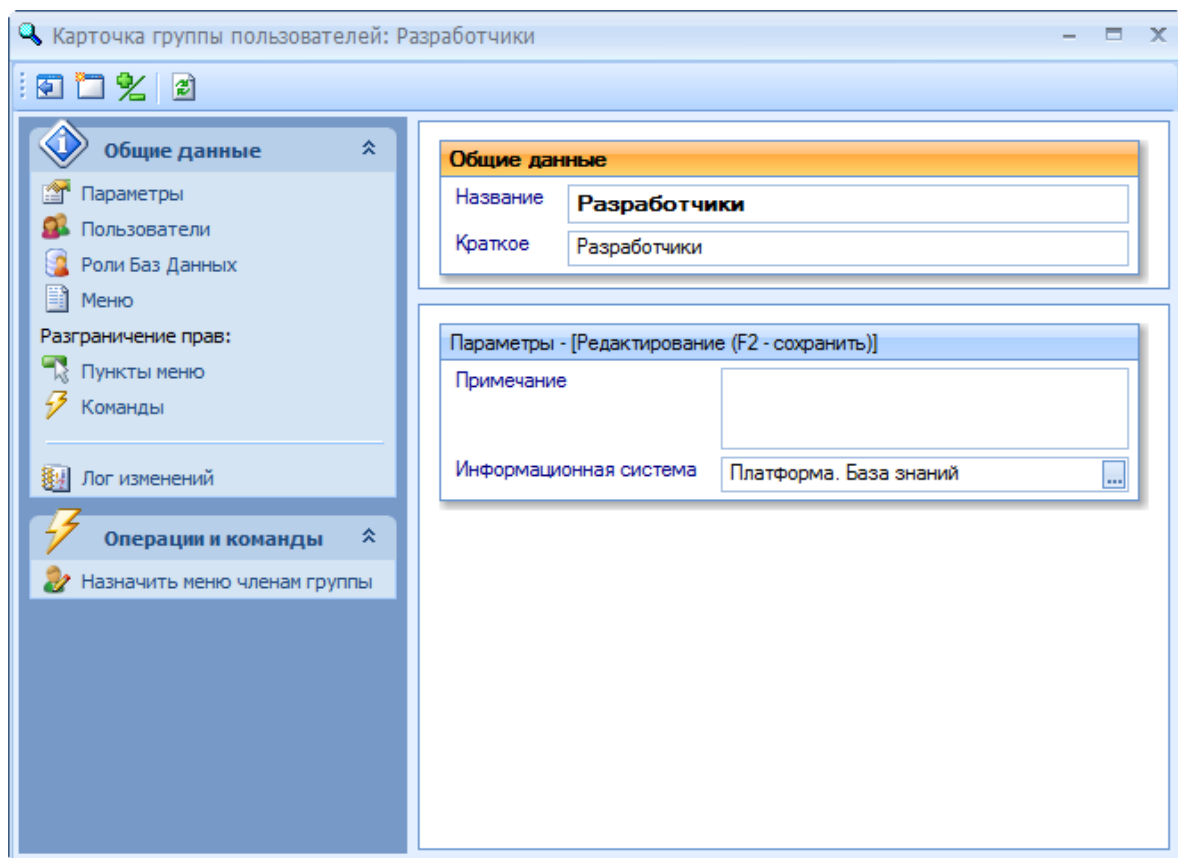 Карточка группы пользователей: Разработчики
Общие данные
Параметры
Пользователи
Роли Баз Данных
Меню
Разграничение прав:
Пункты меню
Команды
Лог изменений
Операции и команды
Назначить меню членам группы
Общие данные
Название Разработчики
Краткое Разработчики
Параметры - [Редактирование (F2 - сохранить)]
Примечание
Информационная система Платформа. База знаний ...